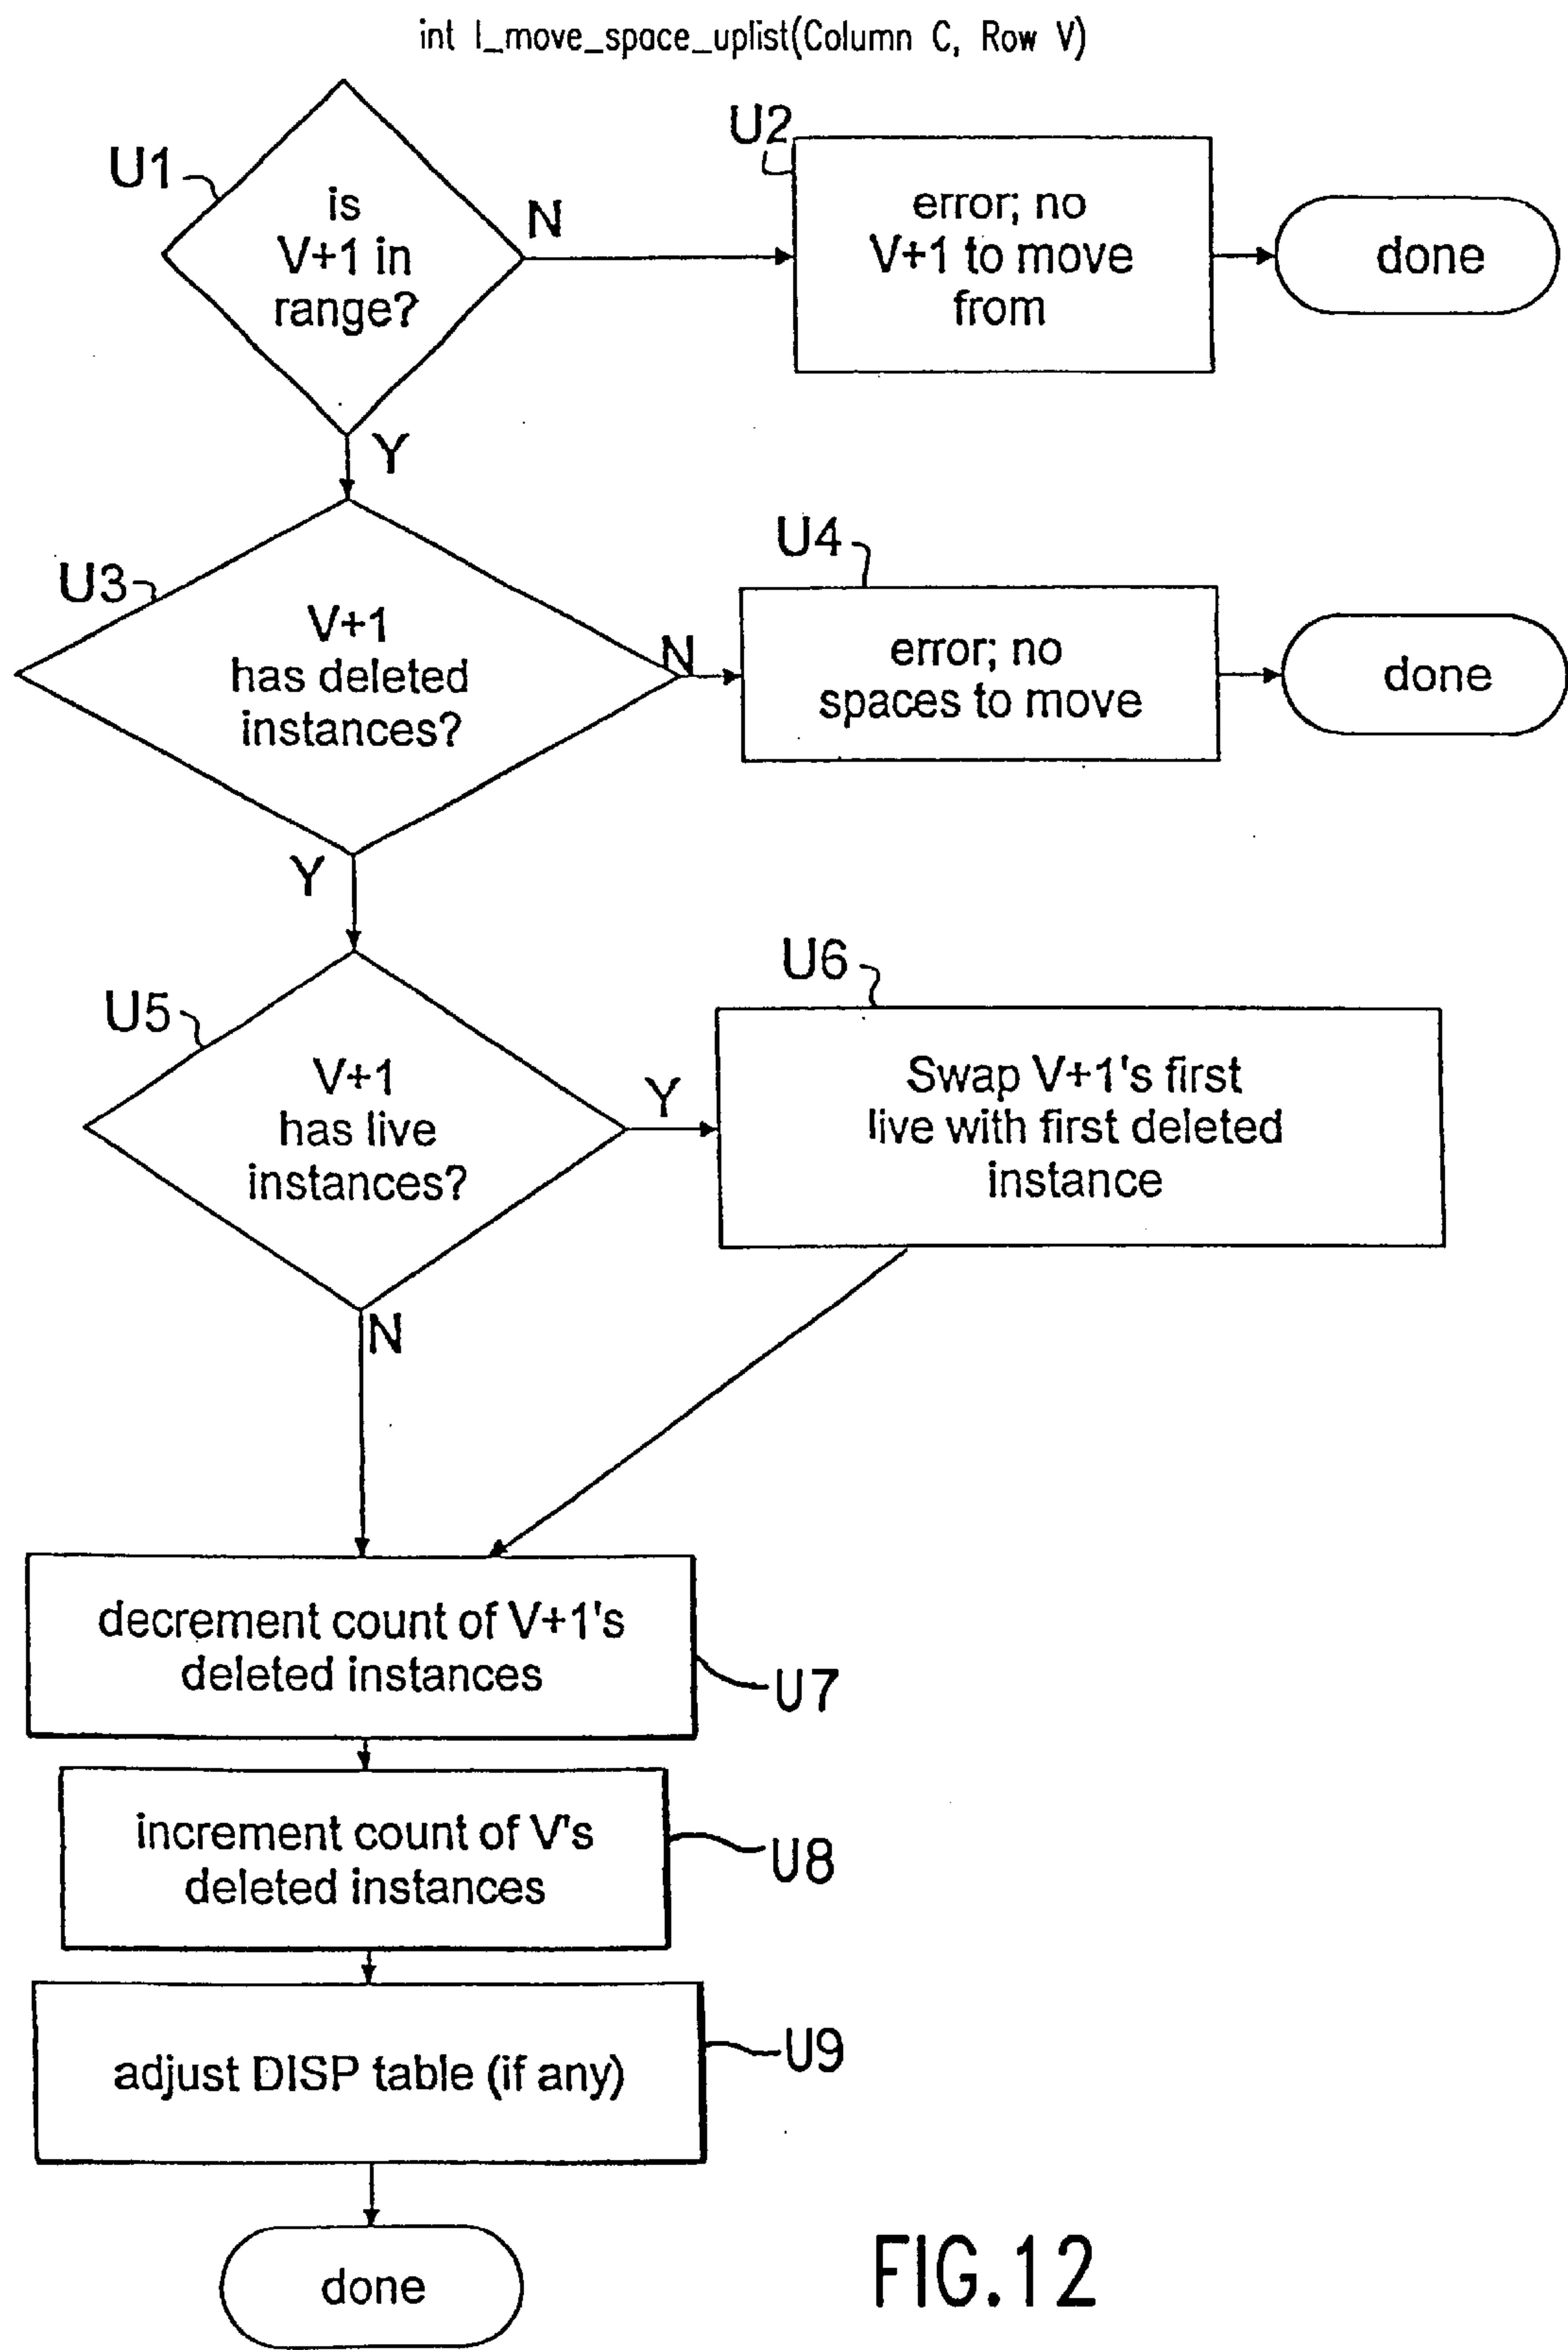 int I_move_space_uplist(Column C, Row V)
U1
is
V+1 in
range?
N
U2
error; no
V+1 to move
from
done
Y
U3
V+1
has deleted
instances?
N
U4
error; no
spaces to move
done
Y
U5
V+1
has live
instances?
Y
U6
Swap V+1's first
live with first deleted
instance
N
decrement count of V+1's
deleted instances
U7
increment count of V's
deleted instances
U8
adjust DISP table (if any)
U9
done
FIG.12